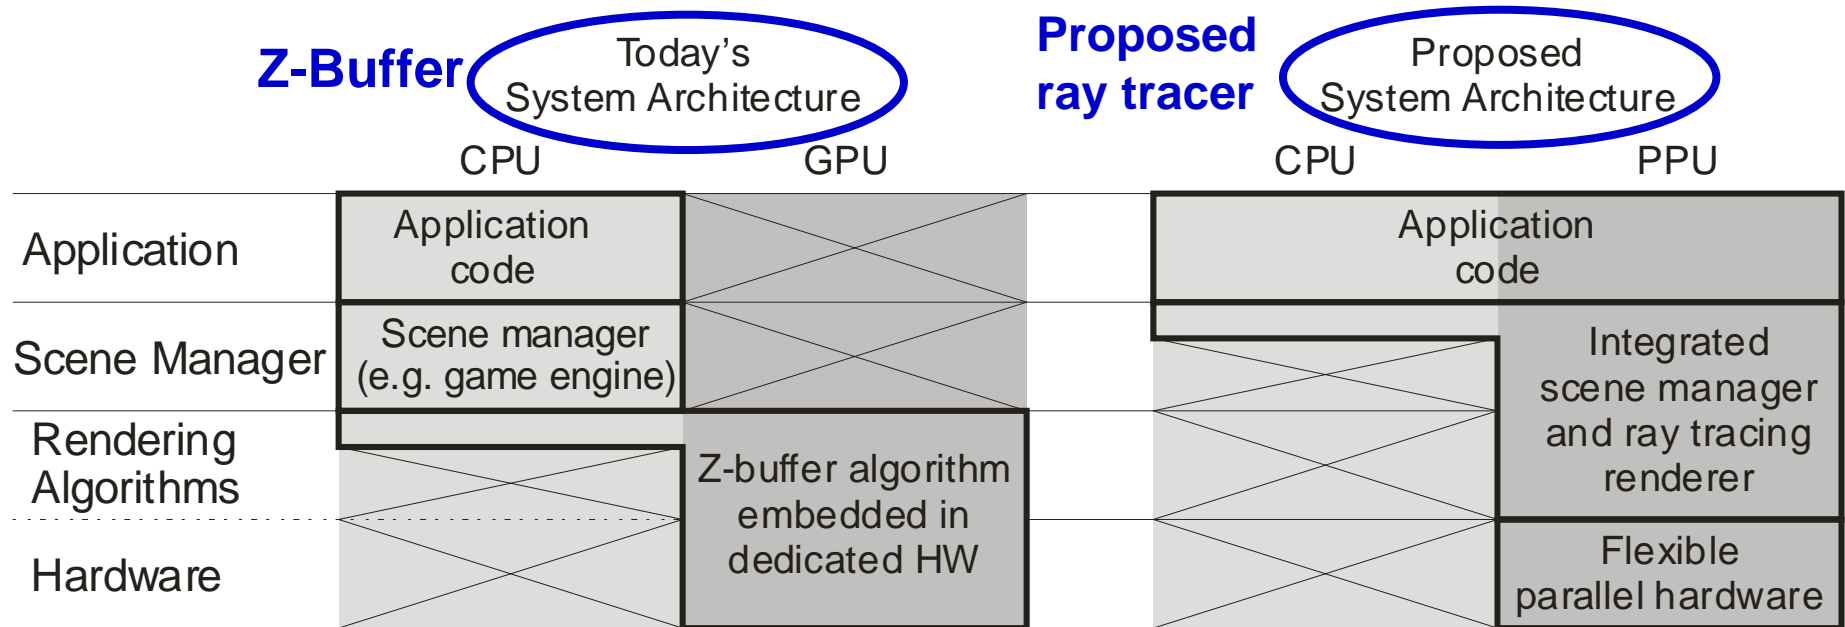 Z-Buffer
Today's
System Architecture
Proposed
ray tracer
Proposed
System Architecture
CPU
GPU
CPU
PPU
Application
Application
code
Application
code
Scene Manager
Scene manager
(e.g. game engine)
Integrated
scene manager
and ray tracing
renderer
Rendering
Algorithms
Z-buffer algorithm
embedded in
dedicated HW
Hardware
Flexible
parallel hardware